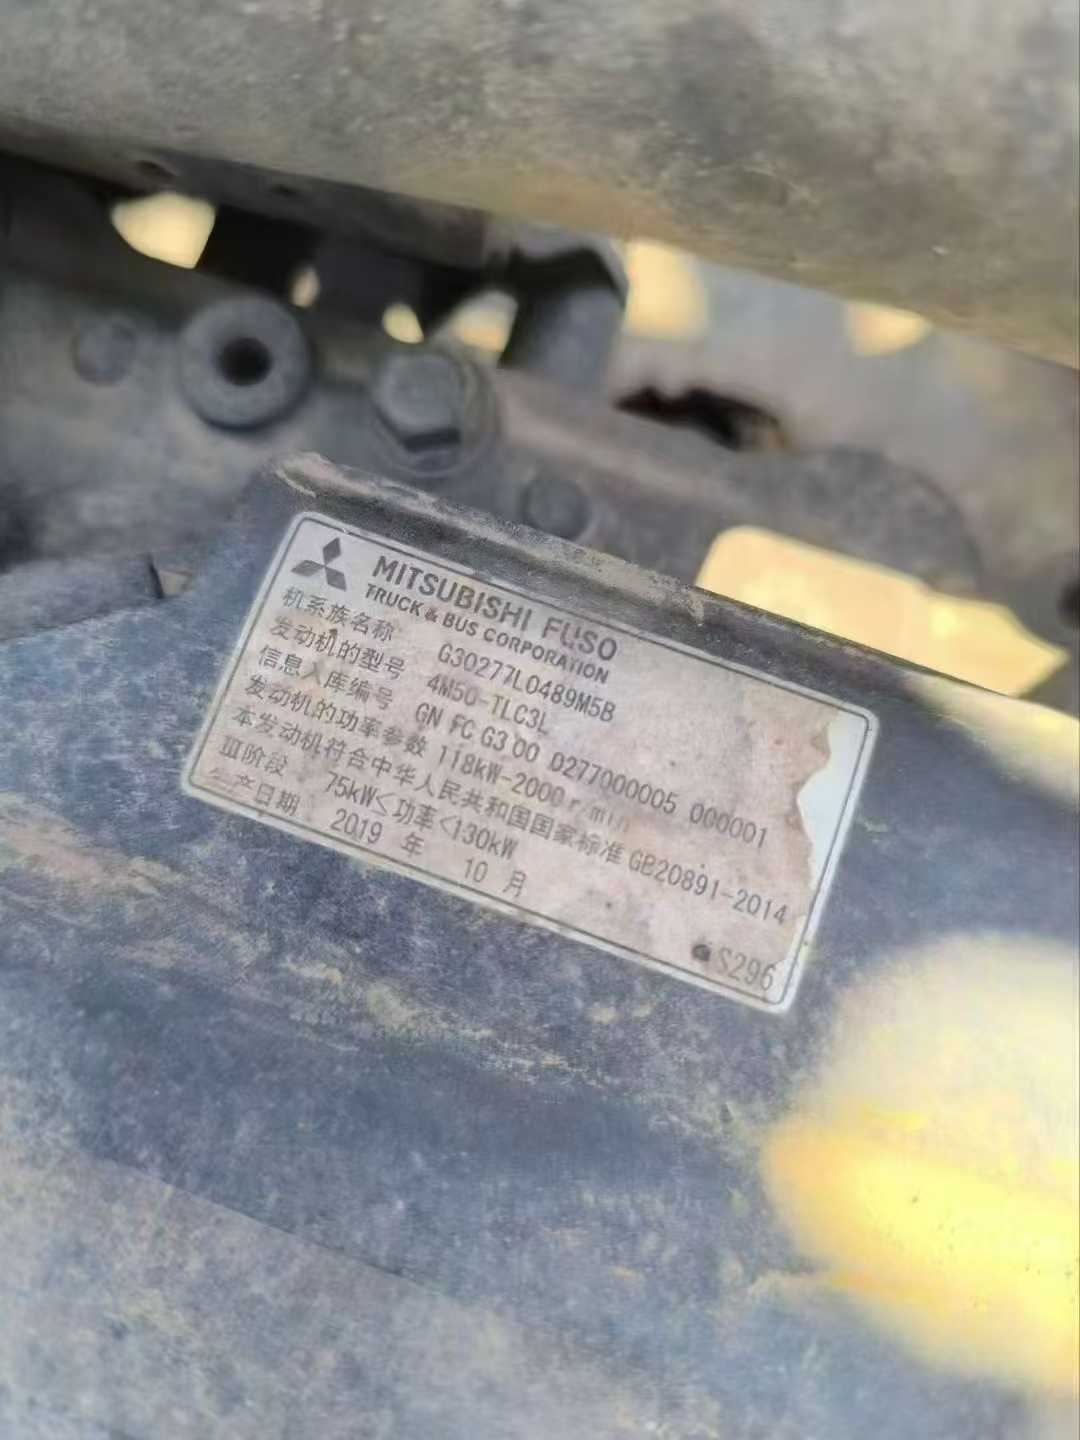 MITSUBISHI FUSO
TRUCK & BUS CORPORATION
机系族名称 G30277L0489M5B
发动机的型号 4M50-TLC3L
信息入库编号 GN FC G3 00 0277000005 000001
发动机的功率参数 118kW-2000r/min
本发动机符合中华人民共和国国家标准 GB20891-2014
Ⅲ阶段 75kW≤功率<130kW
生产日期 2019 年 10 月
S296